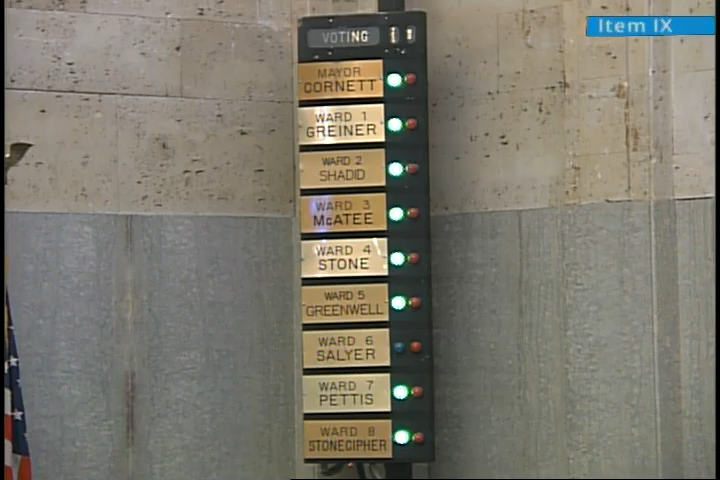 Item IX
VOTING
MAYOR
CORNETT
WARD 1
GREINER
WARD 2
SHADID
WARD 3
McATEE
WARD 4
STONE
WARD 5
GREENWELL
WARD 6
SALYER
WARD 7
PETTIS
WARD 8
STONECIPHER